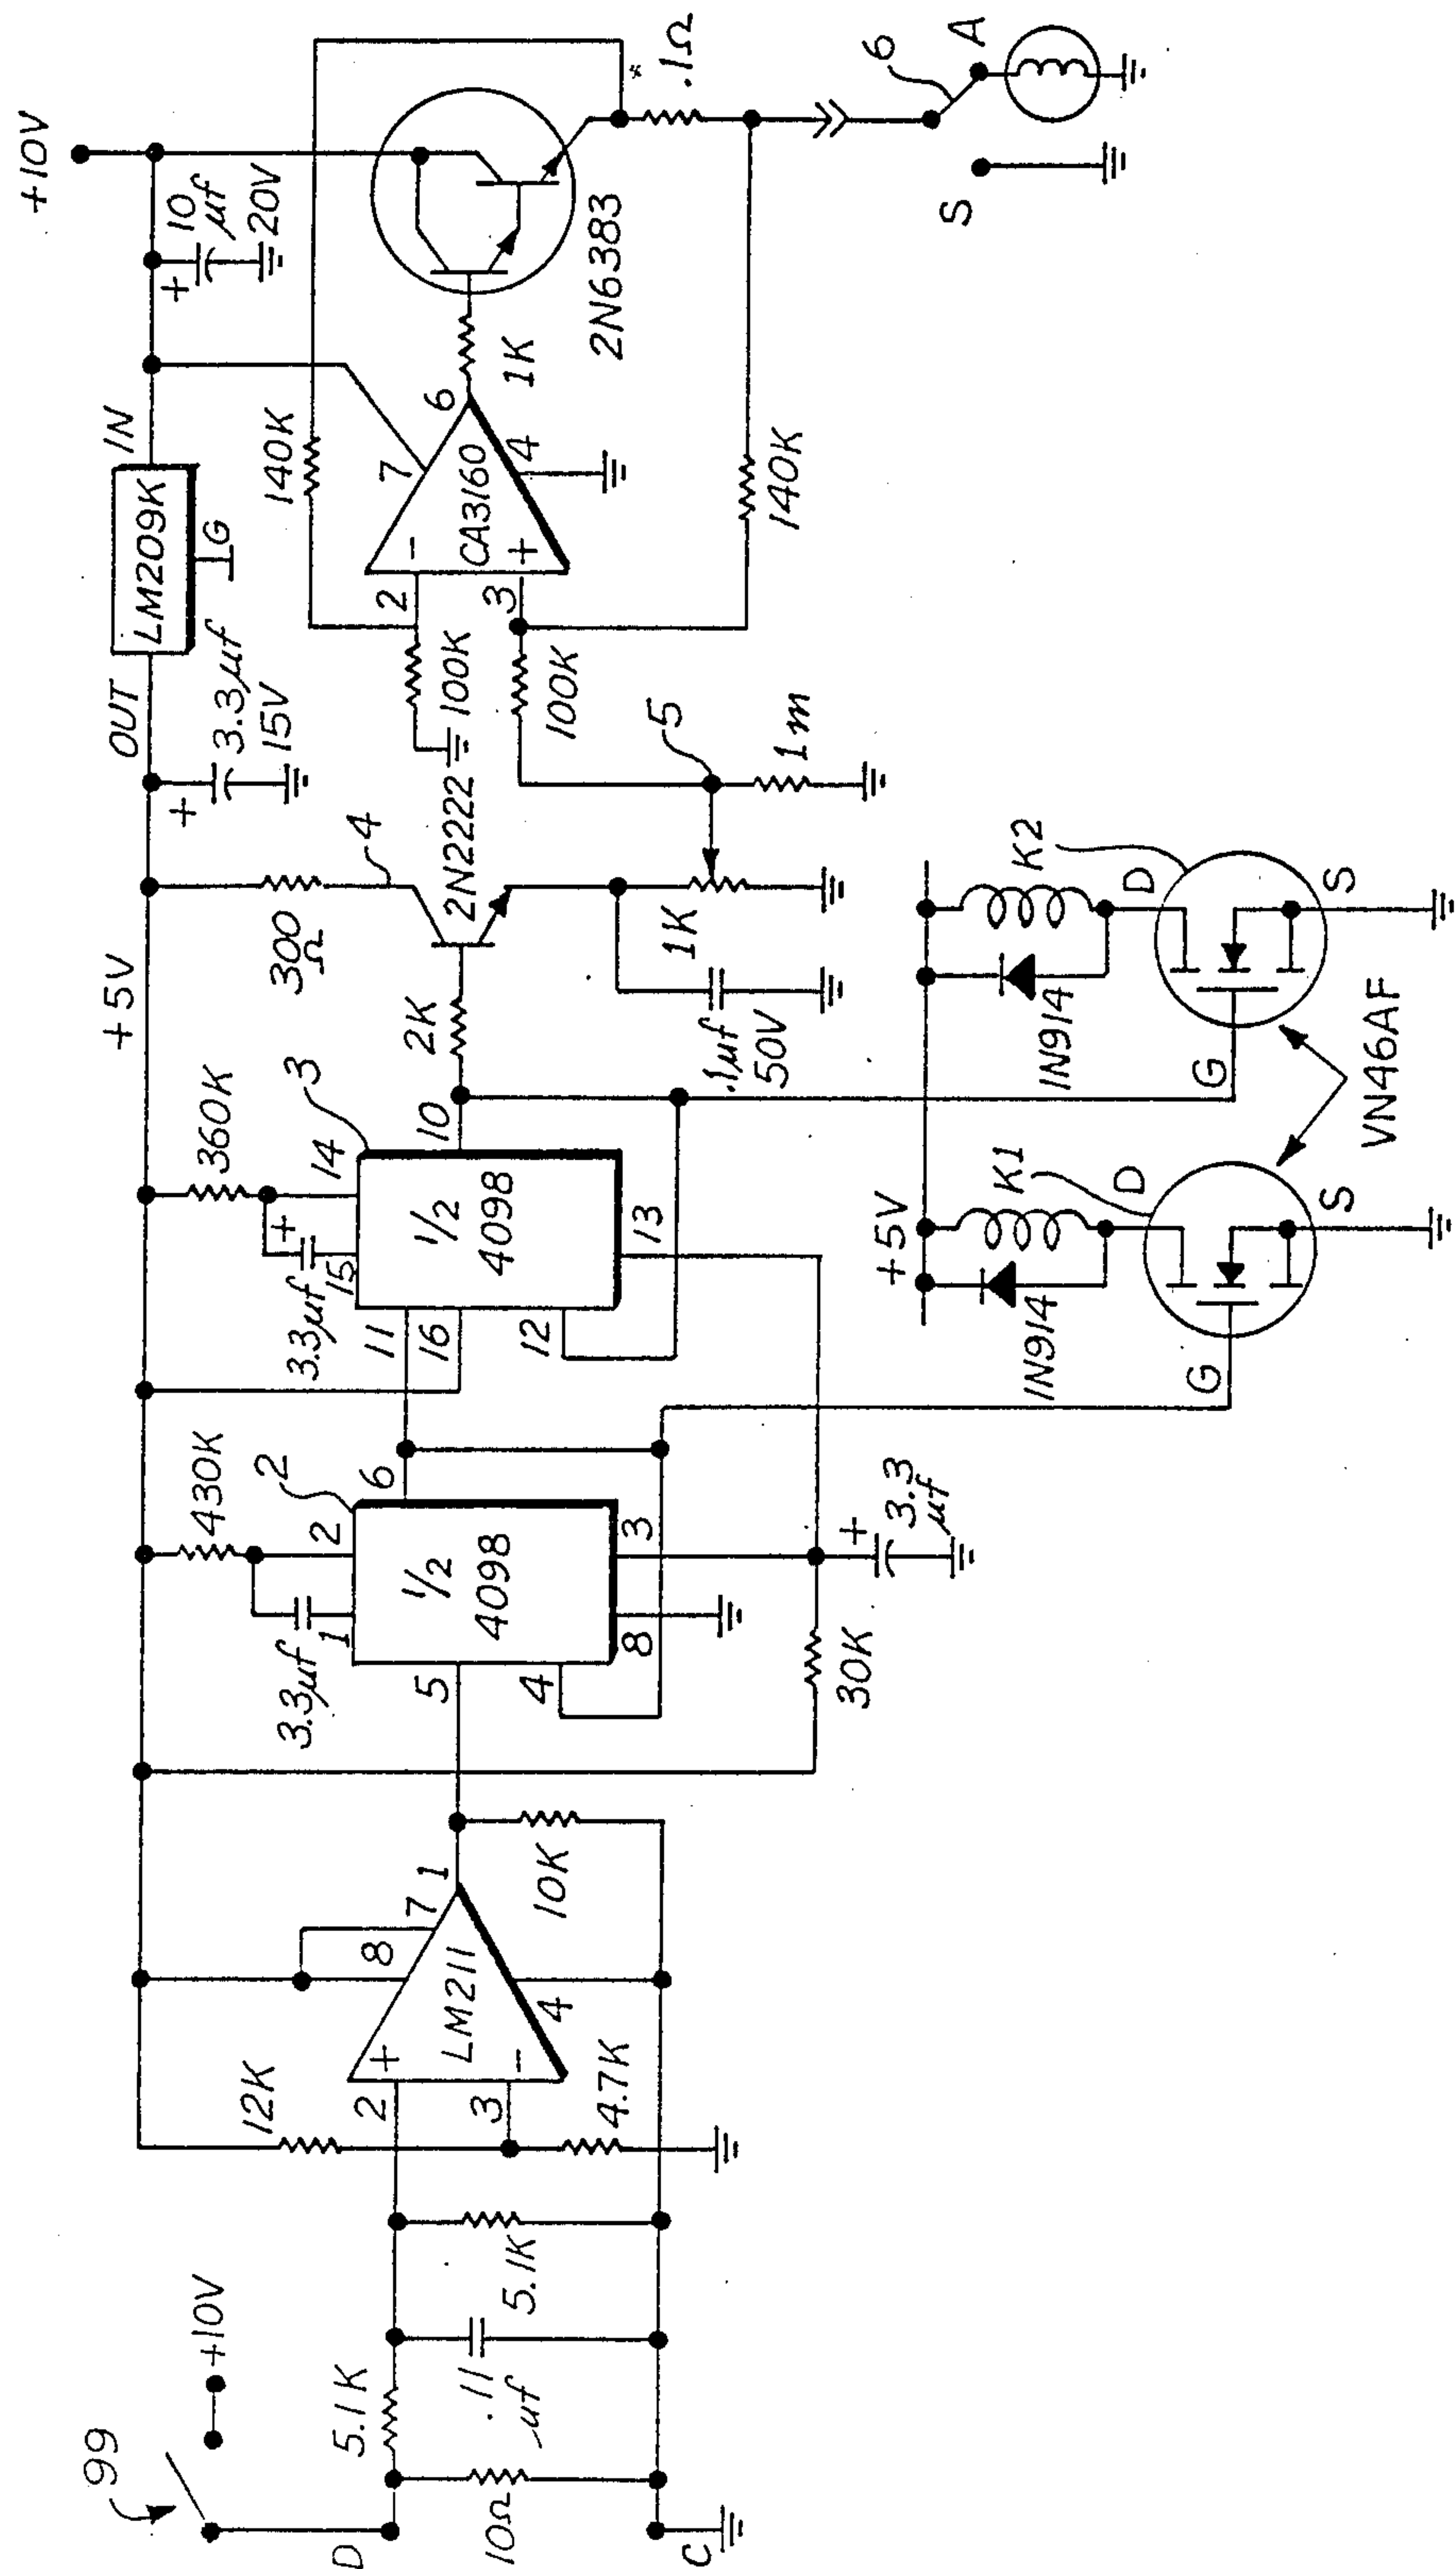 99
+10V
D
5.1K
10Ω
.11
µf
5.1K
C
12K
2
+
3
-
LM211
8
7
1
4
4.7K
10K
30K
+5V
430K
2
3.3µf
1
2
5
4
1/2
4098
6
8
3
+
3.3
µf
360K
3
3.3µf
+
15
14
11
16
12
1/2
4098
10
13
2K
300
Ω
4
2N2222
.1µf
50V
1K
5
1m
OUT
LM209K
IN
G
+
3.3µf
15V
+
10
µf
20V
+10V
100K
100K
140K
2
-
3
+
CA3160
7
6
4
1K
140K
2N6383
.1Ω
6
A
S
+5V
1N914
K1
D
G
S
1N914
K2
D
G
S
VN46AF